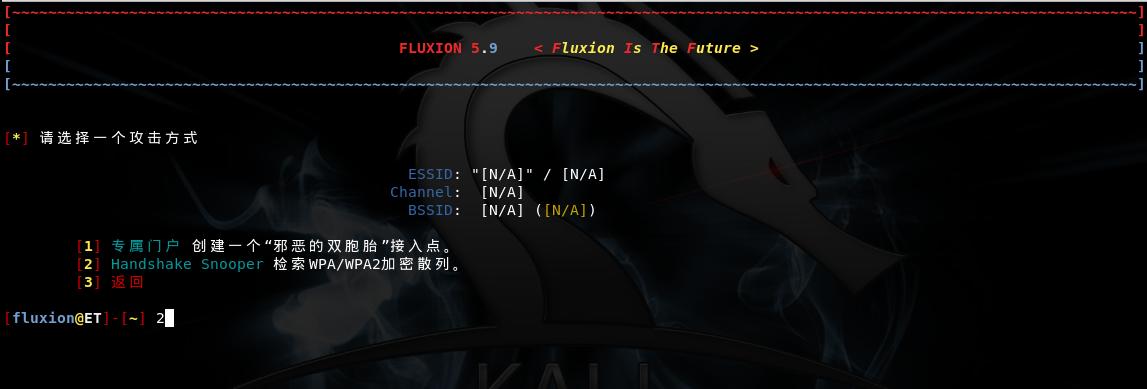 [~~~~~~~~~~~~~~~~~~~~~~~~~~~~~~~~~~~~~~~~~~~~~~~~~~~~~~~~~~~~~~~~~~~~~~~~~~~~~~~~~~~~~~~~~~~~~~~~~~~~~~~~~~~~~~~~~~~~~~~~~~~~~]
[ ]
[ FLUXION 5.9 < Fluxion Is The Future > ]
[ ]
[~~~~~~~~~~~~~~~~~~~~~~~~~~~~~~~~~~~~~~~~~~~~~~~~~~~~~~~~~~~~~~~~~~~~~~~~~~~~~~~~~~~~~~~~~~~~~~~~~~~~~~~~~~~~~~~~~~~~~~~~~~~~~]
[*] 请选择一个攻击方式
ESSID: "[N/A]" / [N/A]
Channel: [N/A]
BSSID: [N/A] ([N/A])
[1] 专属门户 创建一个“邪恶的双胞胎”接入点。
[2] Handshake Snooper 检索WPA/WPA2加密散列。
[3] 返回
[fluxion@ET]-[~] 2
KALI